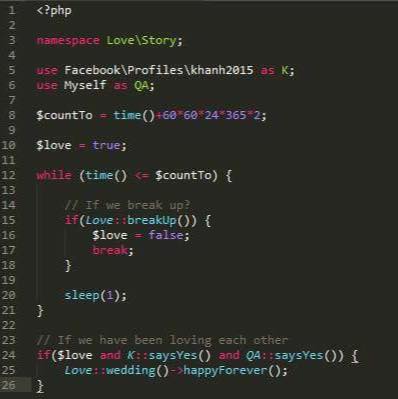 1 <?php
2
3 namespace Love\Story;
4
5 use Facebook\Profiles\khanh2015 as K;
6 use Myself as QA;
7
8 $countTo = time()+60*60*24*365*2;
9
10 $love = true;
11
12 while (time() <= $countTo) {
13
14 // If we break up?
15 if(Love::breakUp()) {
16 $love = false;
17 break;
18 }
19
20 sleep(1);
21 }
22
23 // If we have been loving each other
24 if($love and K::saysYes() and QA::saysYes()) {
25 Love::wedding()->happyForever();
26 }